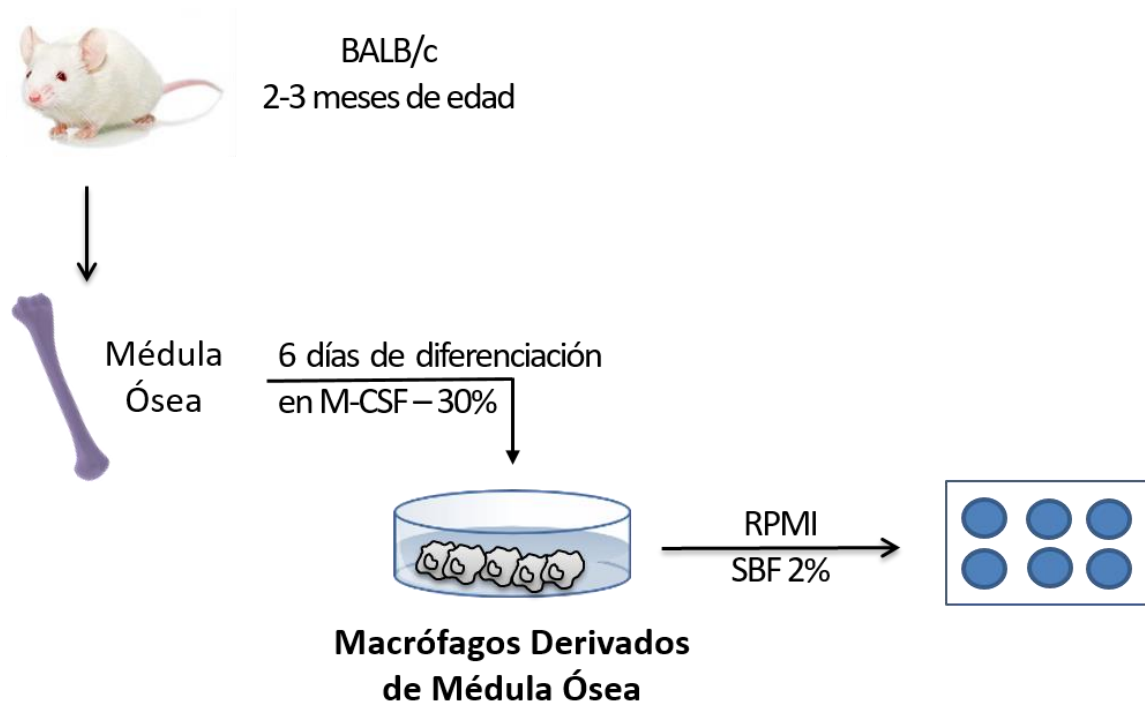 BALB/c
2-3 meses de edad
Médula
Ósea
6 días de diferenciación
en M-CSF – 30%
RPMI
SBF 2%
Macrófagos Derivados
de Médula Ósea